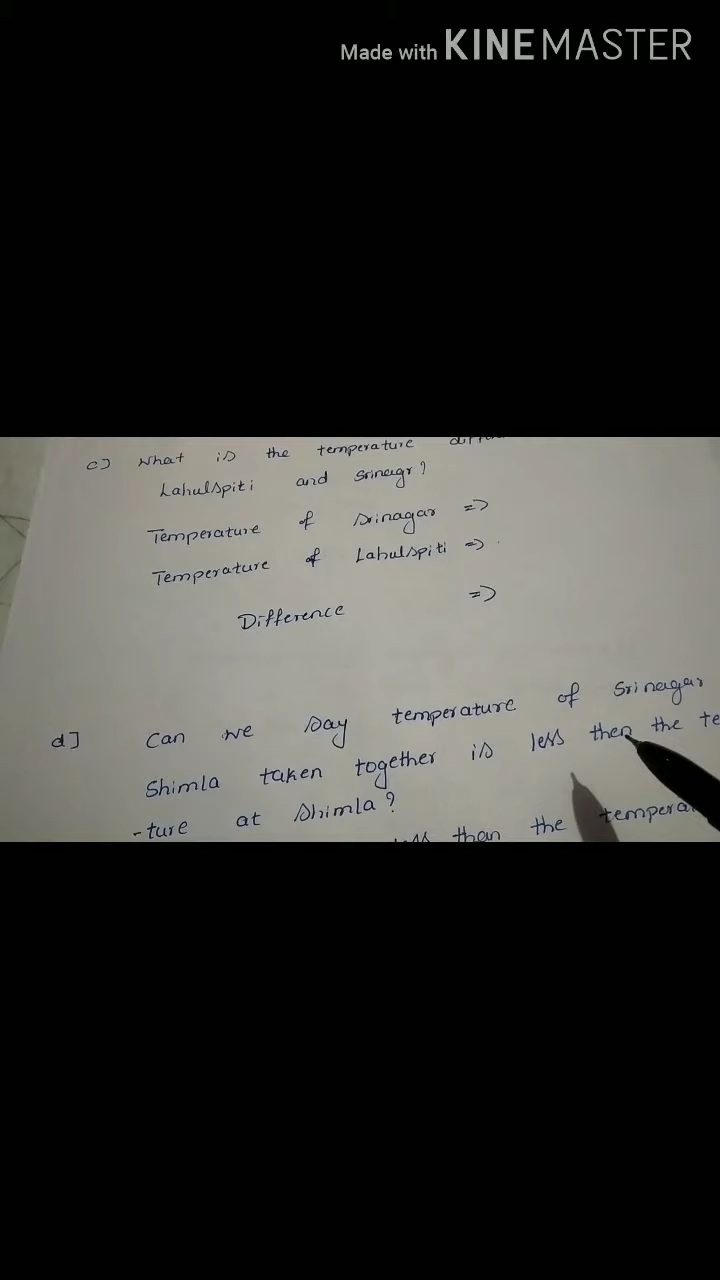 Made with KINEMASTER
c] What is the temperature
Lahulspiti and Srinagr?
Temperature of Srinagar =>
Temperature of Lahulspiti =>
Difference =>
d] Can we say temperature of Srinagar
Shimla taken together is less then the te
-ture at Shimla?
than the tempera